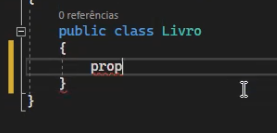 {
0 referências
public class Livro
{
prop
}
}